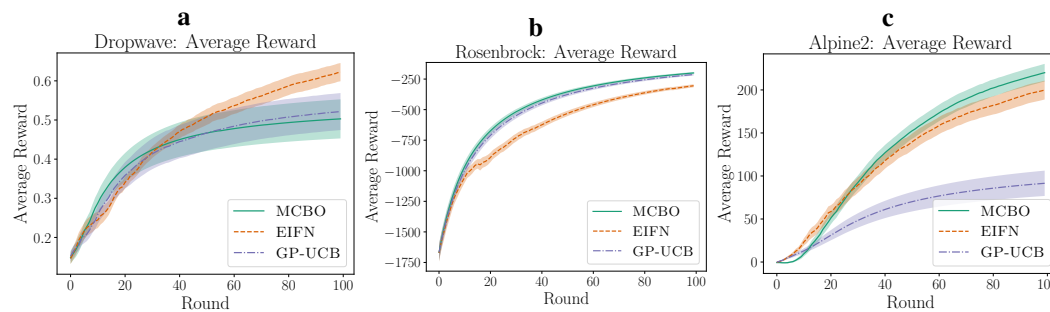 a
Dropwave: Average Reward
Average Reward
0.6
0.5
0.4
0.3
0.2
0
20
40
60
80
100
Round
MCBO
EIFN
GP-UCB
b
Rosenbrock: Average Reward
Average Reward
−250
−500
−750
−1000
−1250
−1500
−1750
0
20
40
60
80
100
Round
MCBO
EIFN
GP-UCB
c
Alpine2: Average Reward
Average Reward
200
150
100
50
0
0
20
40
60
80
Round
MCBO
EIFN
GP-UCB